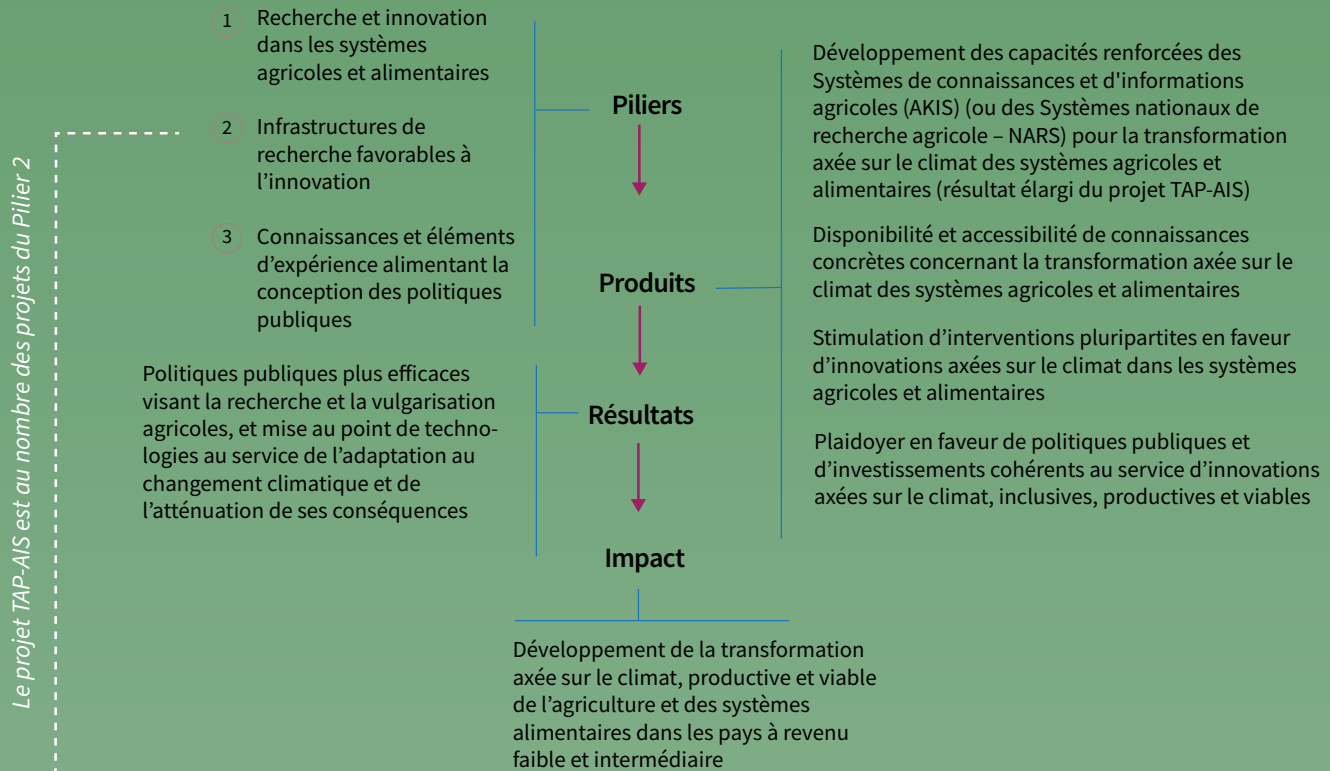 Le projet TAP-AIS est au nombre des projets du Pilier 2
1 Recherche et innovation
dans les systèmes
agricoles et alimentaires
2 Infrastructures de
recherche favorables à
l’innovation
3 Connaissances et éléments
d’expérience alimentant la
conception des politiques
publiques
Piliers
Produits
Développement des capacités renforcées des
Systèmes de connaissances et d'informations
agricoles (AKIS) (ou des Systèmes nationaux de
recherche agricole – NARS) pour la transformation
axée sur le climat des systèmes agricoles et
alimentaires (résultat élargi du projet TAP-AIS)
Disponibilité et accessibilité de connaissances
concrètes concernant la transformation axée sur le
climat des systèmes agricoles et alimentaires
Stimulation d’interventions pluripartites en faveur
d’innovations axées sur le climat dans les systèmes
agricoles et alimentaires
Plaidoyer en faveur de politiques publiques et
d’investissements cohérents au service d’innovations
axées sur le climat, inclusives, productives et viables
Politiques publiques plus efficaces
visant la recherche et la vulgarisation
agricoles, et mise au point de techno-
logies au service de l’adaptation au
changement climatique et de
l’atténuation de ses conséquences
Résultats
Impact
Développement de la transformation
axée sur le climat, productive et viable
de l’agriculture et des systèmes
alimentaires dans les pays à revenu
faible et intermédiaire